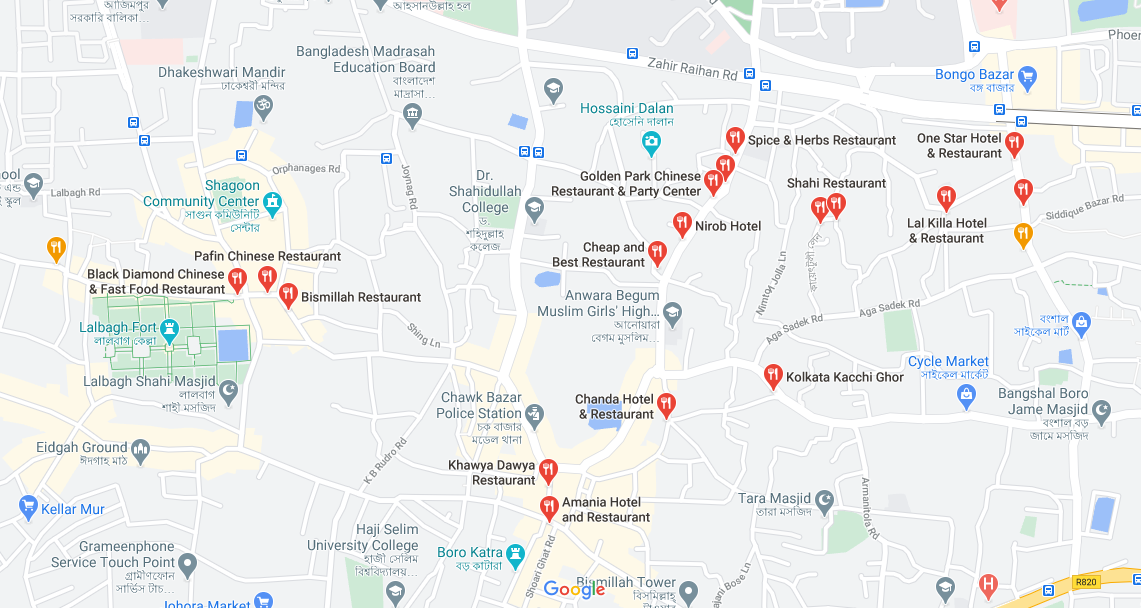 আজিমপুর
সরকারি বালিকা...
আহসানউল্লাহ হল
Phoe
Bangladesh Madrasah
Education Board
বাংলাদেশ
মাদ্রাসা...
Zahir Raihan Rd
Bongo Bazar
বঙ্গ বাজার
Dhakeshwari Mandir
ঢাকেশ্বরী মন্দির
Hossaini Dalan
হোসেনি দালান
Spice & Herbs Restaurant
One Star Hotel
& Restaurant
Orphanages Rd
Joynag Rd
hool
স্কুল
Lalbagh Rd
Shagoon
Community Center
সাগুন কমিউনিটি
সেন্টার
Dr.
Shahidullah
College
ড.
শহিদুল্লাহ
কলেজ
Golden Park Chinese
Restaurant & Party Center
Shahi Restaurant
Lal Killa Hotel
& Restaurant
Siddique Bazar Rd
Nirob Hotel
Cheap and
Best Restaurant
Nimtoli Jolla Ln
Pafin Chinese Restaurant
Black Diamond Chinese
& Fast Food Restaurant
Bismillah Restaurant
Anwara Begum
Muslim Girls' High...
আনোয়ারা
বেগম মুসলিম...
Aga Sadek Rd
Aga Sadek Rd
বংশাল
সাইকেল মার্ট
Lalbagh Fort
লালবাগ কেল্লা
Shing Ln
Cycle Market
সাইকেল মার্কেট
Kolkata Kacchi Ghor
Lalbagh Shahi Masjid
লালবাগ
শাহী মসজিদ
Chawk Bazar
Police Station
চক বাজার
মডেল থানা
Chanda Hotel
& Restaurant
Bangshal Boro
Jame Masjid
বংশাল বড়
জামে মসজিদ
Eidgah Ground
ঈদগাহ মাঠ
K B Rudro Rd
Khawya Dawya
Restaurant
Armanitola Rd
Kellar Mur
Amania Hotel
and Restaurant
Tara Masjid
তারা মসজিদ
Haji Selim
University College
হাজী সেলিম
বিশ্ববিদ্যালয়...
Grameenphone
Service Touch Point
গ্রামীণফোন
সার্ভিস টাচ...
Boro Katra
বড় কাটারা
Shoari Ghat Rd
Google
Bismillah Tower
বিসমিল্লাহ
টাওয়ার
ajani Bose Ln
H
R820
Johora Market